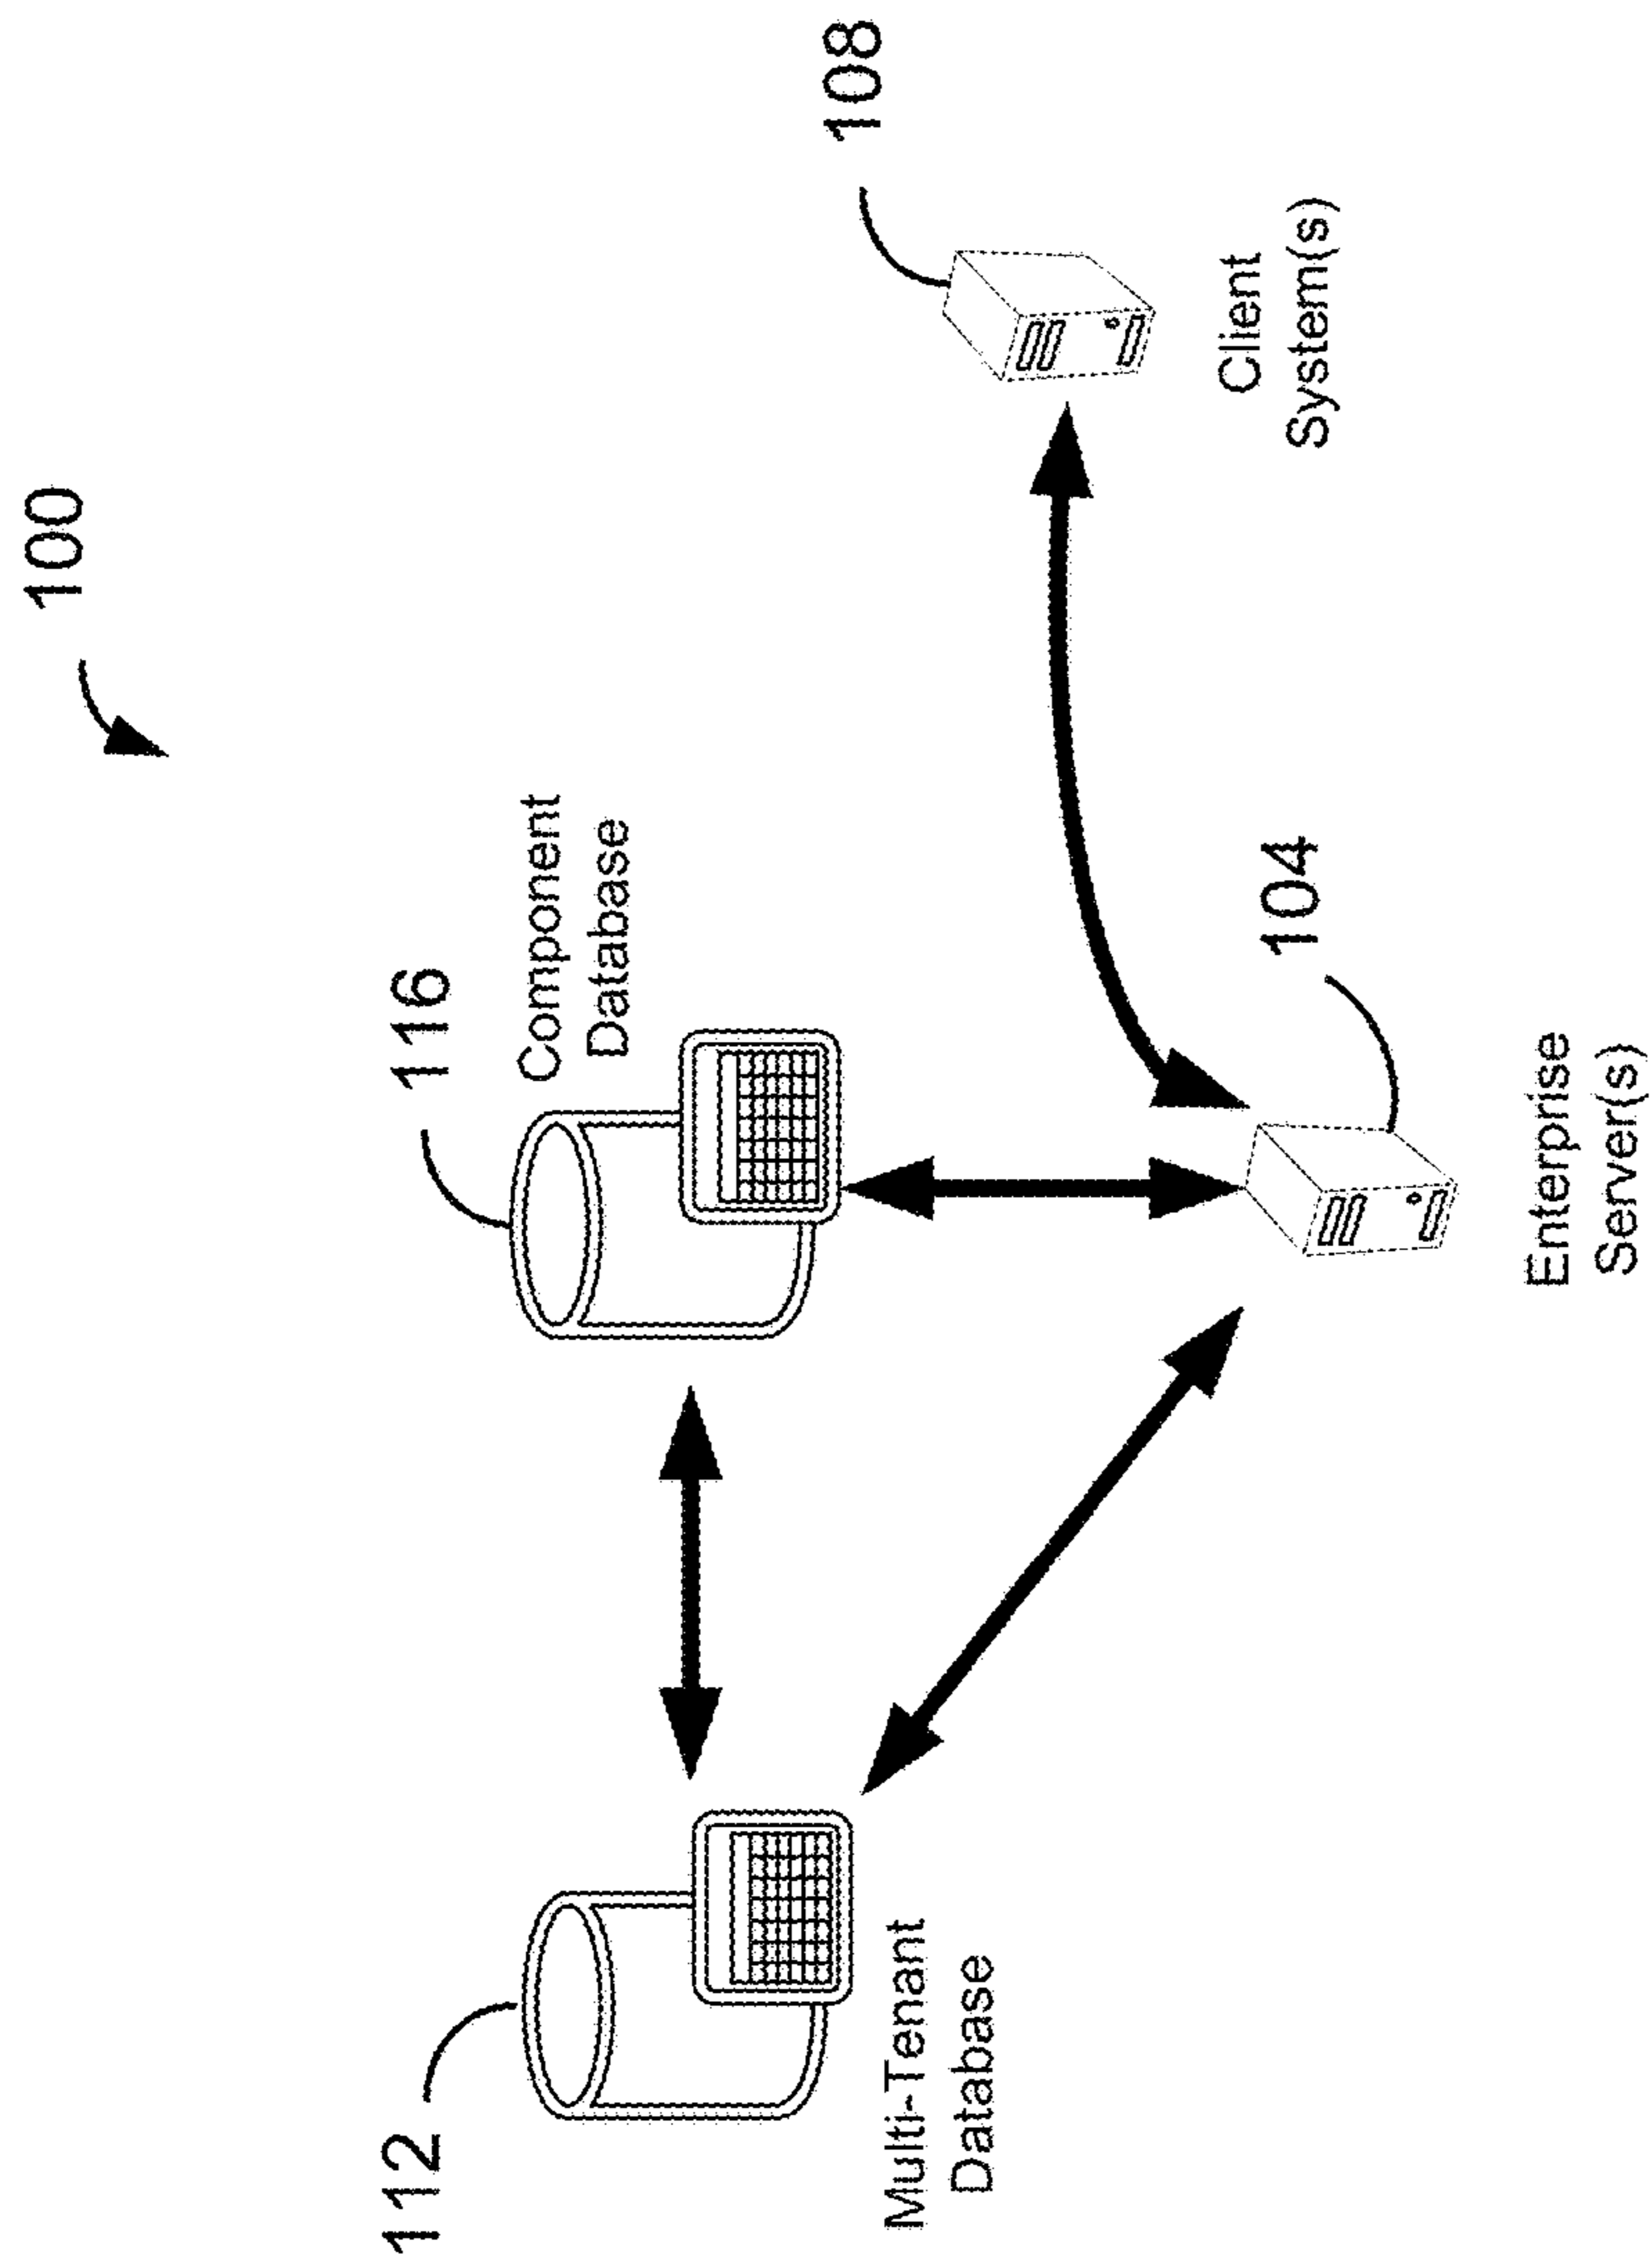 100
112
116
Component
Database
Multi-Tenant
Database
108
Client
System(s)
104
Enterprise
Server(s)